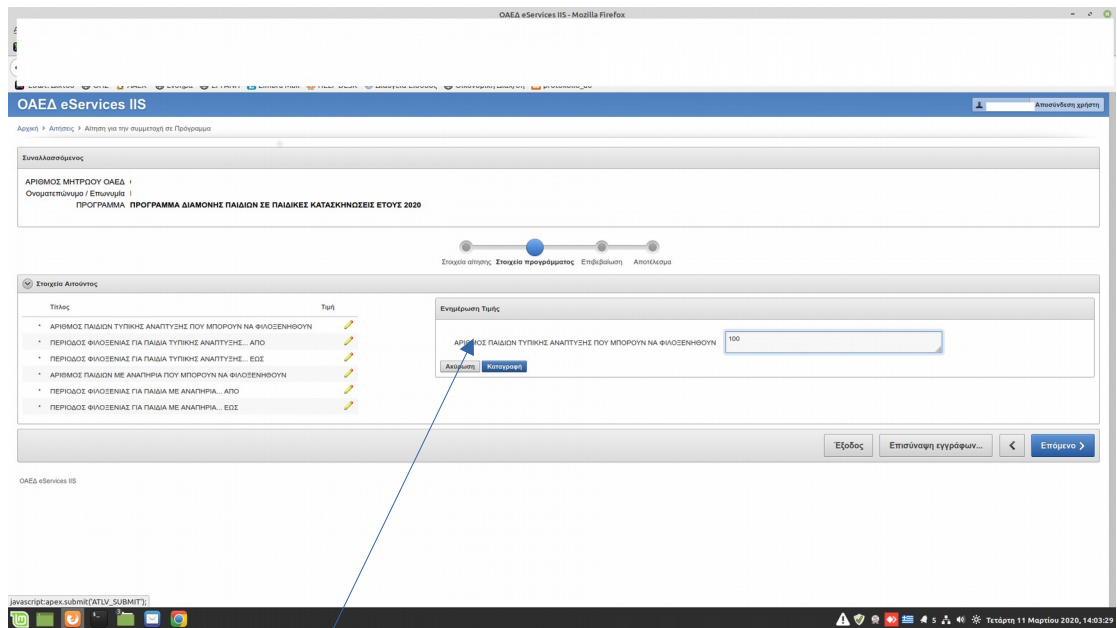 ΟΑΕΔ eServices IIS - Mozilla Firefox
ΟΑΕΔ eServices IIS
Αποσύνδεση χρήστη
Αρχική Αιτήσεις Αίτηση για την συμμετοχή σε Πρόγραμμα
Συναλλασσόμενος
ΑΡΙΘΜΟΣ ΜΗΤΡΩΟΥ ΟΑΕΔ
Ονοματεπώνυμο / Επωνυμία
ΠΡΟΓΡΑΜΜΑ ΠΡΟΓΡΑΜΜΑ ΔΙΑΜΟΝΗΣ ΠΑΙΔΙΩΝ ΣΕ ΠΑΙΔΙΚΕΣ ΚΑΤΑΣΚΗΝΩΣΕΙΣ ΕΤΟΥΣ 2020
Στοιχεία αίτησης Στοιχεία προγράμματος Επιβεβαίωση Αποτέλεσμα
Στοιχεία Αιτούντος
Τίτλος Τιμή
ΑΡΙΘΜΟΣ ΠΑΙΔΙΩΝ ΤΥΠΙΚΗΣ ΑΝΑΠΤΥΞΗΣ ΠΟΥ ΜΠΟΡΟΥΝ ΝΑ ΦΙΛΟΞΕΝΗΘΟΥΝ
ΠΕΡΙΟΔΟΣ ΦΙΛΟΞΕΝΙΑΣ ΓΙΑ ΠΑΙΔΙΑ ΤΥΠΙΚΗΣ ΑΝΑΠΤΥΞΗΣ... ΑΠΟ
ΠΕΡΙΟΔΟΣ ΦΙΛΟΞΕΝΙΑΣ ΓΙΑ ΠΑΙΔΙΑ ΤΥΠΙΚΗΣ ΑΝΑΠΤΥΞΗΣ... ΕΩΣ
ΑΡΙΘΜΟΣ ΠΑΙΔΙΩΝ ΜΕ ΑΝΑΠΗΡΙΑ ΠΟΥ ΜΠΟΡΟΥΝ ΝΑ ΦΙΛΟΞΕΝΗΘΟΥΝ
ΠΕΡΙΟΔΟΣ ΦΙΛΟΞΕΝΙΑΣ ΓΙΑ ΠΑΙΔΙΑ ΜΕ ΑΝΑΠΗΡΙΑ... ΑΠΟ
ΠΕΡΙΟΔΟΣ ΦΙΛΟΞΕΝΙΑΣ ΓΙΑ ΠΑΙΔΙΑ ΜΕ ΑΝΑΠΗΡΙΑ... ΕΩΣ
Ενημέρωση Τιμής
ΑΡΙΘΜΟΣ ΠΑΙΔΙΩΝ ΤΥΠΙΚΗΣ ΑΝΑΠΤΥΞΗΣ ΠΟΥ ΜΠΟΡΟΥΝ ΝΑ ΦΙΛΟΞΕΝΗΘΟΥΝ 100
Ακύρωση Καταγραφή
Έξοδος Επισύναψη εγγράφων... Επόμενο
ΟΑΕΔ eServices IIS
javascript:apex.submit('ATLV_SUBMIT');
3
5 Τετάρτη 11 Μαρτίου 2020, 14:03:29